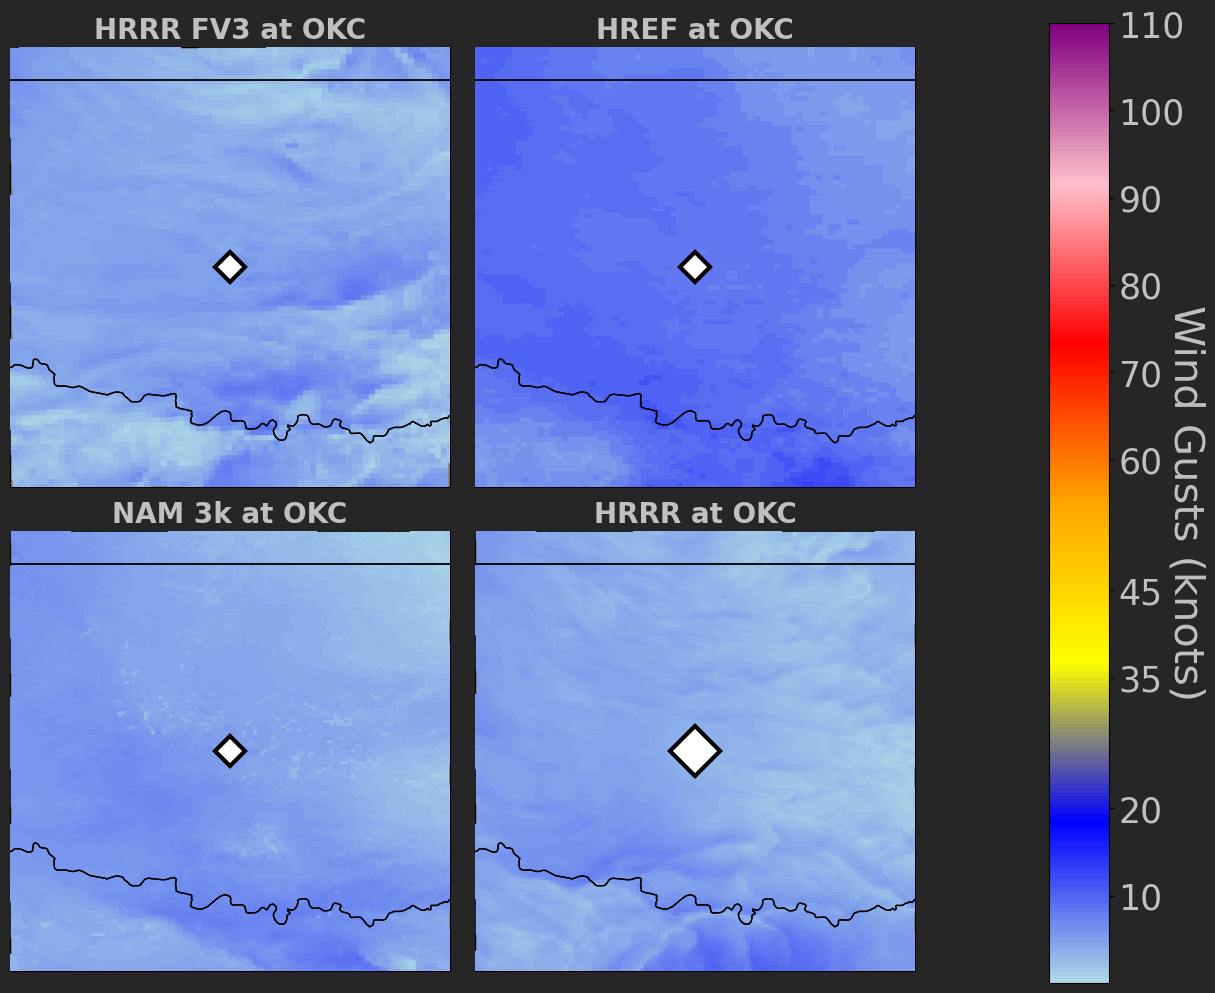 HRRR FV3 at OKC
HREF at OKC
NAM 3k at OKC
HRRR at OKC
110
100
90
80
70
60
45
35
20
10
Wind Gusts (knots)